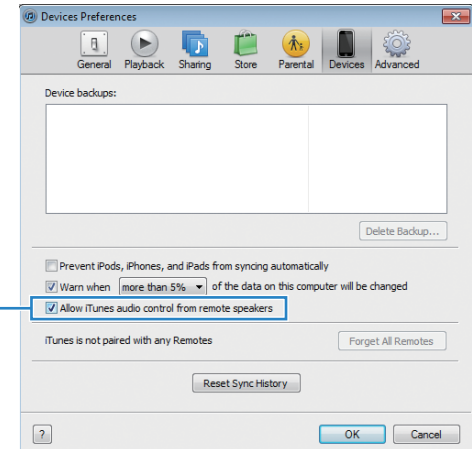 Devices Preferences
General Playback Sharing Store Parental Devices Advanced
Device backups:
Delete Backup...
Prevent iPods, iPhones, and iPads from syncing automatically
Warn when more than 5% of the data on this computer will be changed
Allow iTunes audio control from remote speakers
iTunes is not paired with any Remotes Forget All Remotes
Reset Sync History
? OK Cancel